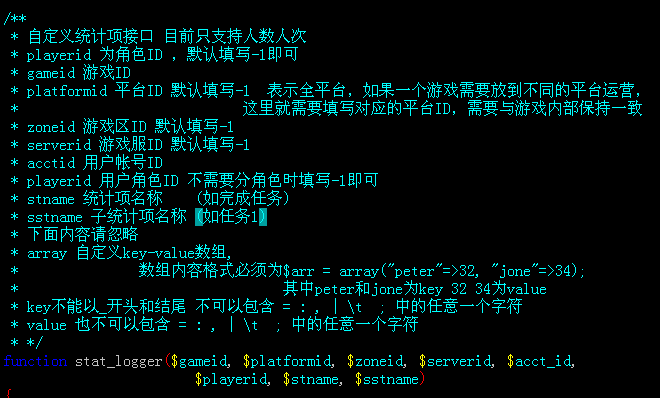 /**
 * 自定义统计项接口 目前只支持人数人次
 * playerid 为角色ID ，默认填写-1即可
 * gameid 游戏ID
 * platformid 平台ID 默认填写-1  表示全平台，如果一个游戏需要放到不同的平台运营，
 *                              这里就需要填写对应的平台ID，需要与游戏内部保持一致
 * zoneid 游戏区ID 默认填写-1
 * serverid 游戏服ID 默认填写-1
 * acctid 用户帐号ID
 * playerid 用户角色ID 不需要分角色时填写-1即可
 * stname 统计项名称    (如完成任务)
 * sstname 子统计项名称 (如任务1)
 * 下面内容请忽略
 * array 自定义key-value数组,
 *               数组内容格式必须为$arr = array("peter"=>32, "jone"=>34);
 *                                 其中peter和jone为key 32 34为value
 * key不能以_开头和结尾 不可以包含 = : , | \t  ; 中的任意一个字符
 * value 也不可以包含 = : , | \t  ; 中的任意一个字符
 * */
function stat_logger($gameid, $platformid, $zoneid, $serverid, $acct_id,
                     $playerid, $stname, $sstname)
{